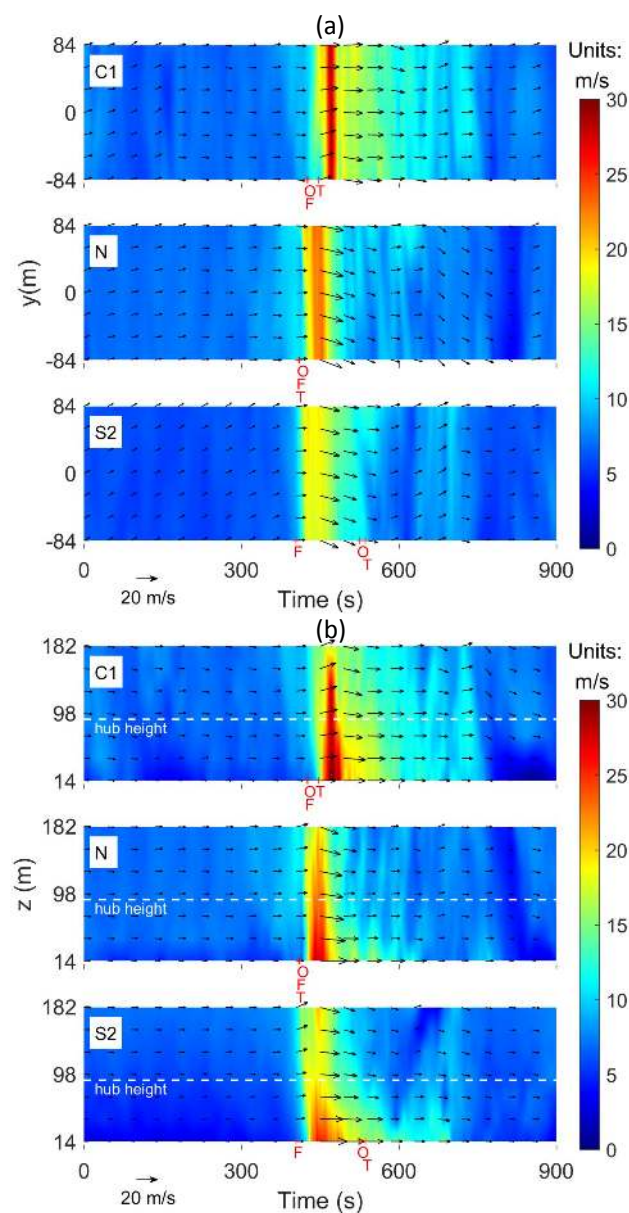 (a)
Units:
m/s
84
C1
0
-84
O T
F
84
N
0
-84
O
F
T
84
S2
0
-84
F O
T
y(m)
30
25
20
15
10
5
0
0 300 600 900
20 m/s
Time (s)
(b)
Units:
m/s
182
C1
98
hub height
14
O T
F
182
N
98
hub height
14
O
F
T
182
S2
98
hub height
14
F O
T
z (m)
30
25
20
15
10
5
0
0 300 600 900
20 m/s
Time (s)